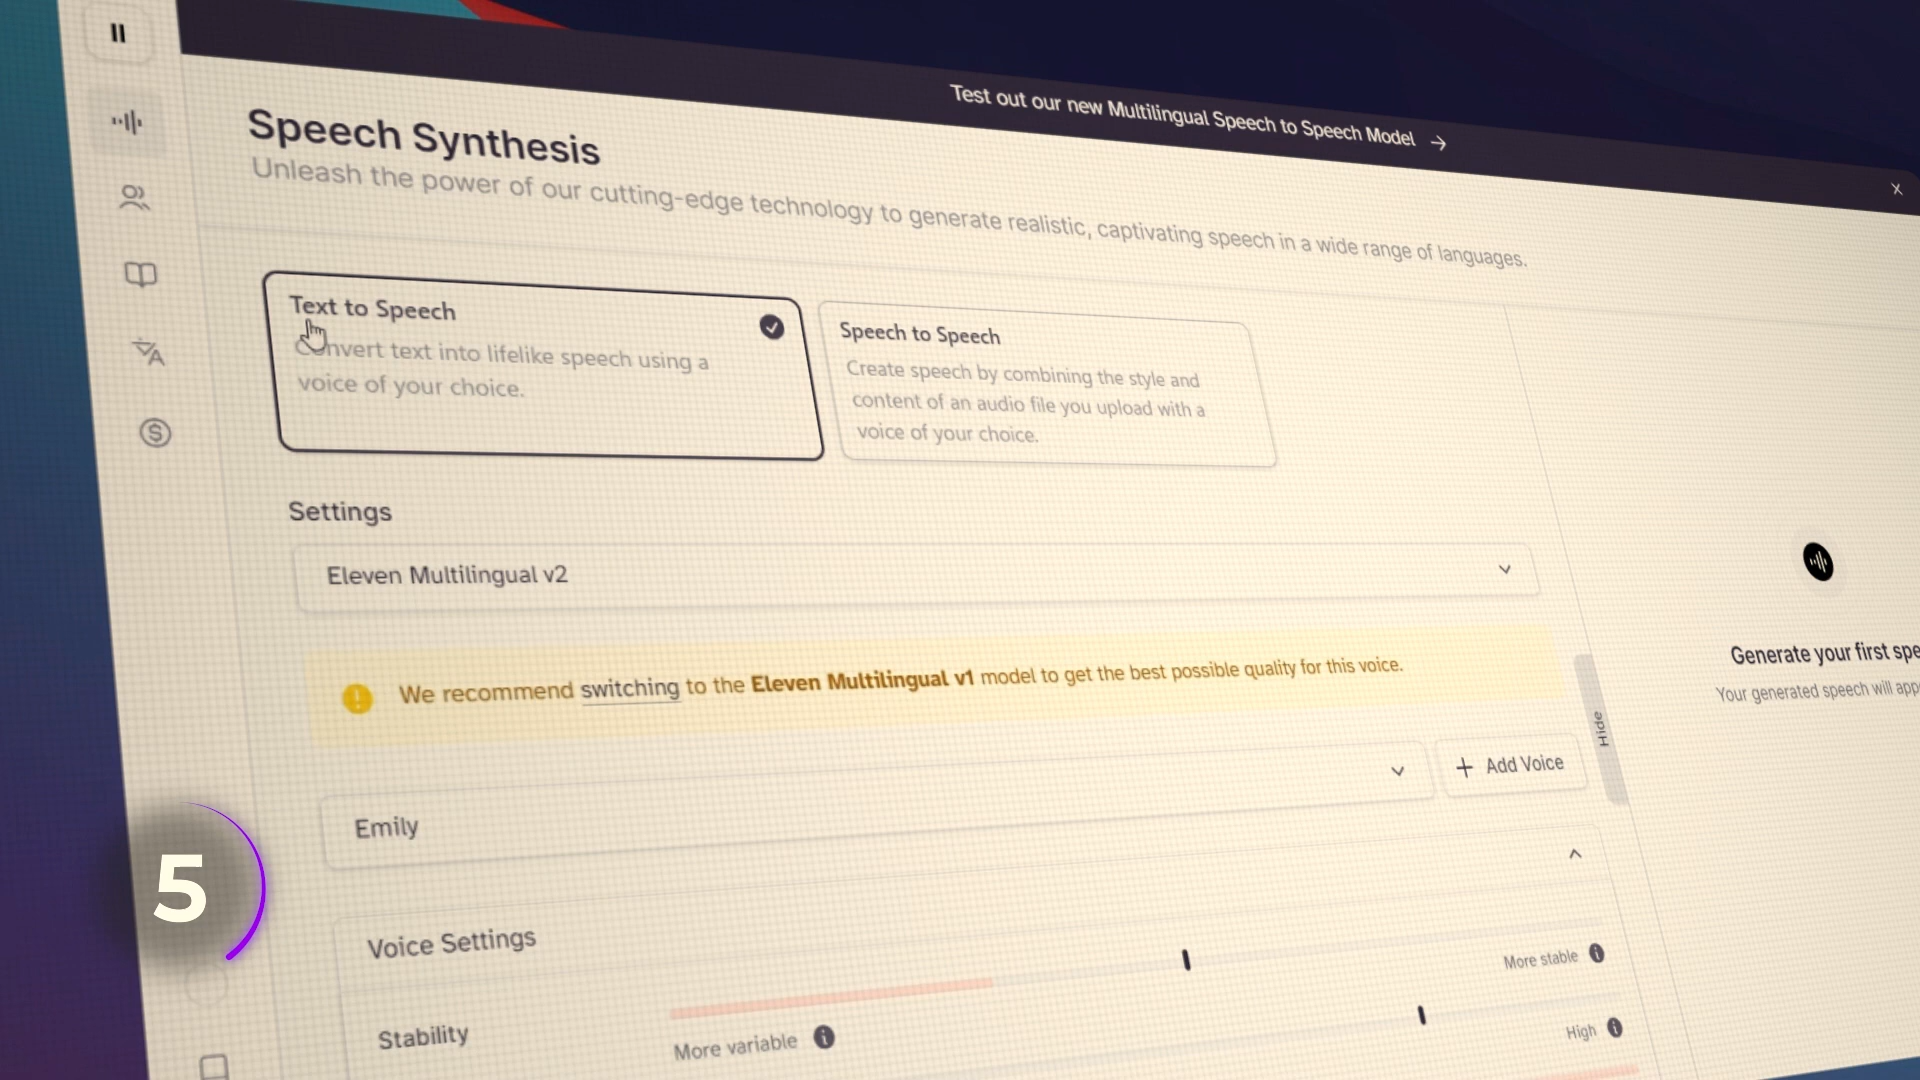 Test out our new Multilingual Speech to Speech Model →
x
Speech Synthesis
Unleash the power of our cutting-edge technology to generate realistic, captivating speech in a wide range of languages.
Text to Speech
Convert text into lifelike speech using a
voice of your choice.
Speech to Speech
Create speech by combining the style and
content of an audio file you upload with a
voice of your choice.
Settings
Eleven Multilingual v2
We recommend switching to the Eleven Multilingual v1 model to get the best possible quality for this voice.
Emily
+ Add Voice
Hide
Generate your first
Your generated speech will
5
Voice Settings
Stability
More variable
More stable
High